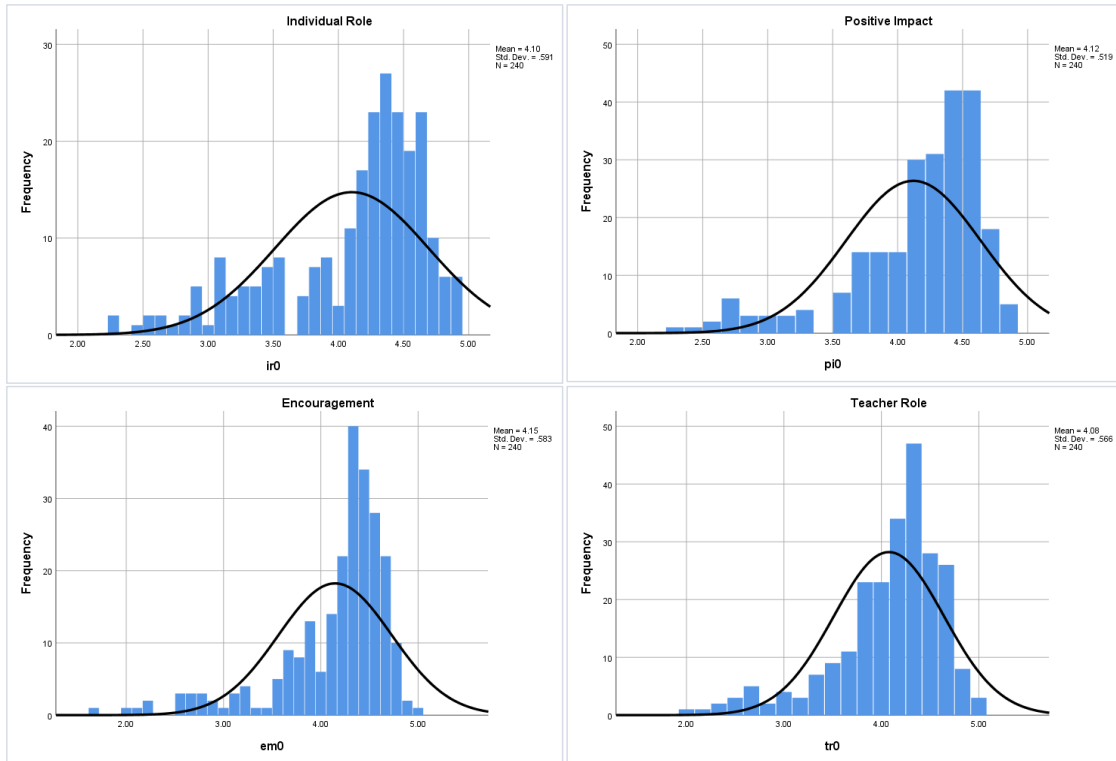 Individual Role
Mean = 4.10
Std. Dev. = .591
N = 240
30
20
10
0
Frequency
2.00 2.50 3.00 3.50 4.00 4.50 5.00
ir0
Positive Impact
Mean = 4.12
Std. Dev. = .519
N = 240
50
40
30
20
10
0
Frequency
2.00 2.50 3.00 3.50 4.00 4.50 5.00
pi0
Encouragement
Mean = 4.15
Std. Dev. = .583
N = 240
40
30
20
10
0
Frequency
2.00 3.00 4.00 5.00
em0
Teacher Role
Mean = 4.08
Std. Dev. = .566
N = 240
50
40
30
20
10
0
Frequency
2.00 3.00 4.00 5.00
tr0